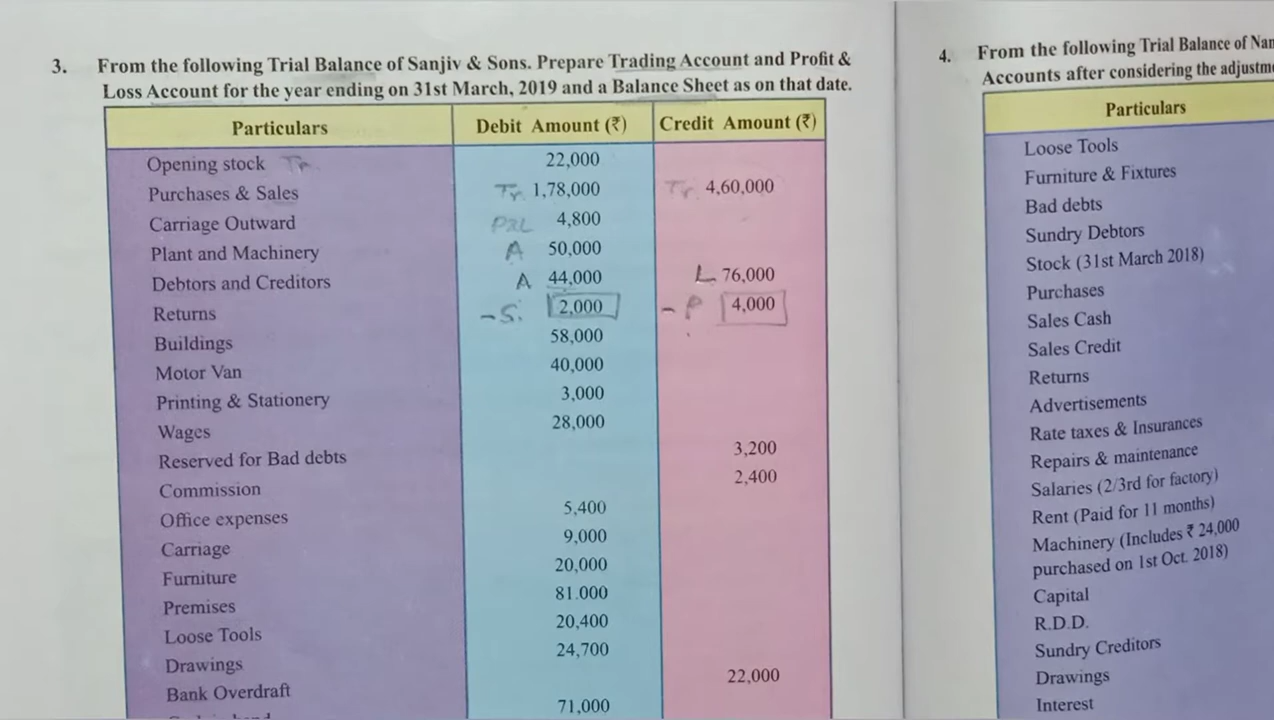 3. From the following Trial Balance of Sanjiv & Sons. Prepare Trading Account and Profit &
Loss Account for the year ending on 31st March, 2019 and a Balance Sheet as on that date.
Particulars Debit Amount (₹) Credit Amount (₹)
Opening stock Tr 22,000
Purchases & Sales Tr. 1,78,000 Tr. 4,60,000
Carriage Outward P&L 4,800
Plant and Machinery A 50,000
Debtors and Creditors A 44,000 L 76,000
Returns -S. 2,000 -P 4,000
Buildings 58,000
Motor Van 40,000
Printing & Stationery 3,000
Wages 28,000
Reserved for Bad debts 3,200
Commission 2,400
Office expenses 5,400
Carriage 9,000
Furniture 20,000
Premises 81.000
Loose Tools 20,400
Drawings 24,700
Bank Overdraft 22,000
71,000
4. From the following Trial Balance of
Accounts after considering the
Particulars
Loose Tools
Furniture & Fixtures
Bad debts
Sundry Debtors
Stock (31st March 2018)
Purchases
Sales Cash
Sales Credit
Returns
Advertisements
Rate taxes & Insurances
Repairs & maintenance
Salaries (2/3rd for factory)
Rent (Paid for 11 months)
Machinery (Includes ₹ 24,000
purchased on 1st Oct. 2018)
Capital
R.D.D.
Sundry Creditors
Drawings
Interest